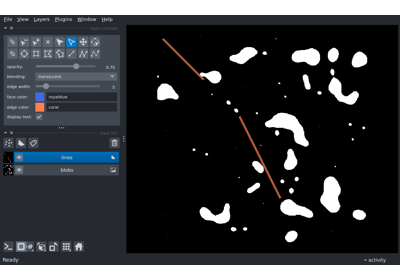 File View Plugins Window Help
opacity: 0.70
blending: translucent
edge width: 5
face color: royalblue
edge color: coral
display text:
lines
blobs
Ready
activity